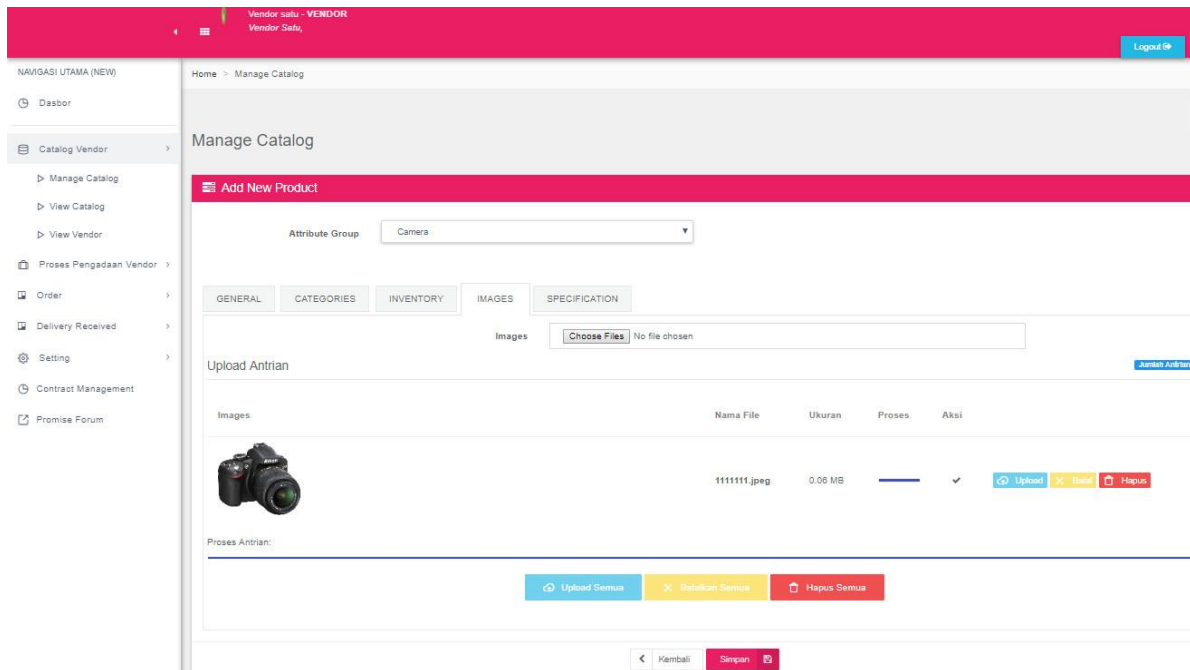 Vendor satu - VENDOR
Vendor Satu,
Logout
NAVIGASI UTAMA (NEW)
Dasbor
Catalog Vendor
Manage Catalog
View Catalog
View Vendor
Proses Pengadaan Vendor
Order
Delivery Received
Setting
Contract Management
Promise Forum
Home > Manage Catalog
Manage Catalog
Add New Product
Attribute Group Camera
GENERAL CATEGORIES INVENTORY IMAGES SPECIFICATION
Images Choose Files No file chosen
Upload Antrian Jumlah Antrian
Images Nama File Ukuran Proses Aksi
Nikon
1111111.jpeg 0.06 MB Upload Batal Hapus
Proses Antrian:
Upload Semua Batalkan Semua Hapus Semua
Kembali Simpan